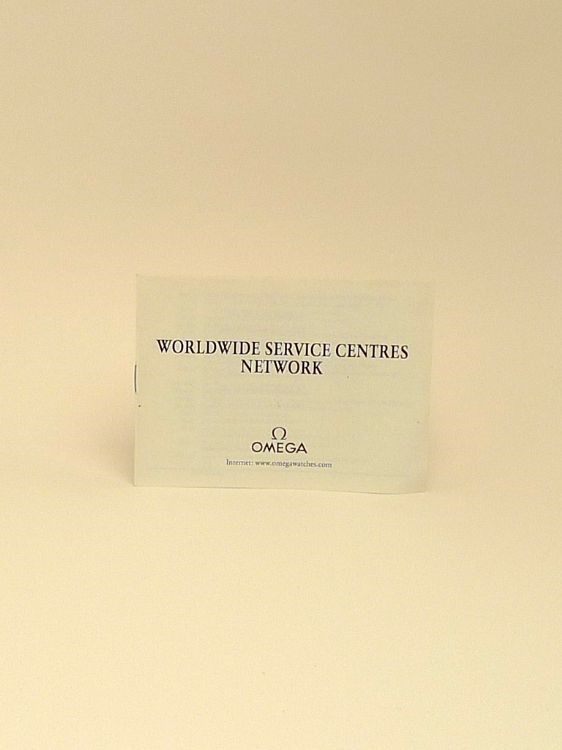 WORLDWIDE SERVICE CENTRES
NETWORK
Ω
OMEGA
Internet: www.omegawatches.com